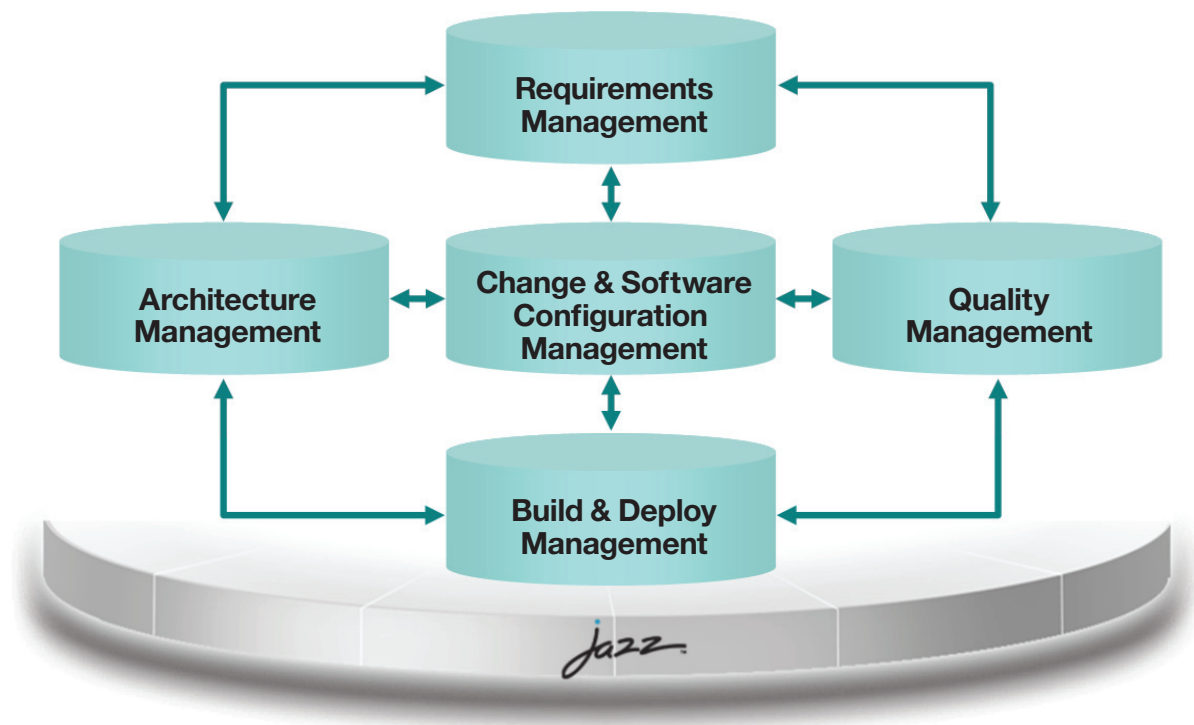 Requirements
Management
Architecture
Management
Change & Software
Configuration
Management
Quality
Management
Build & Deploy
Management
jazz